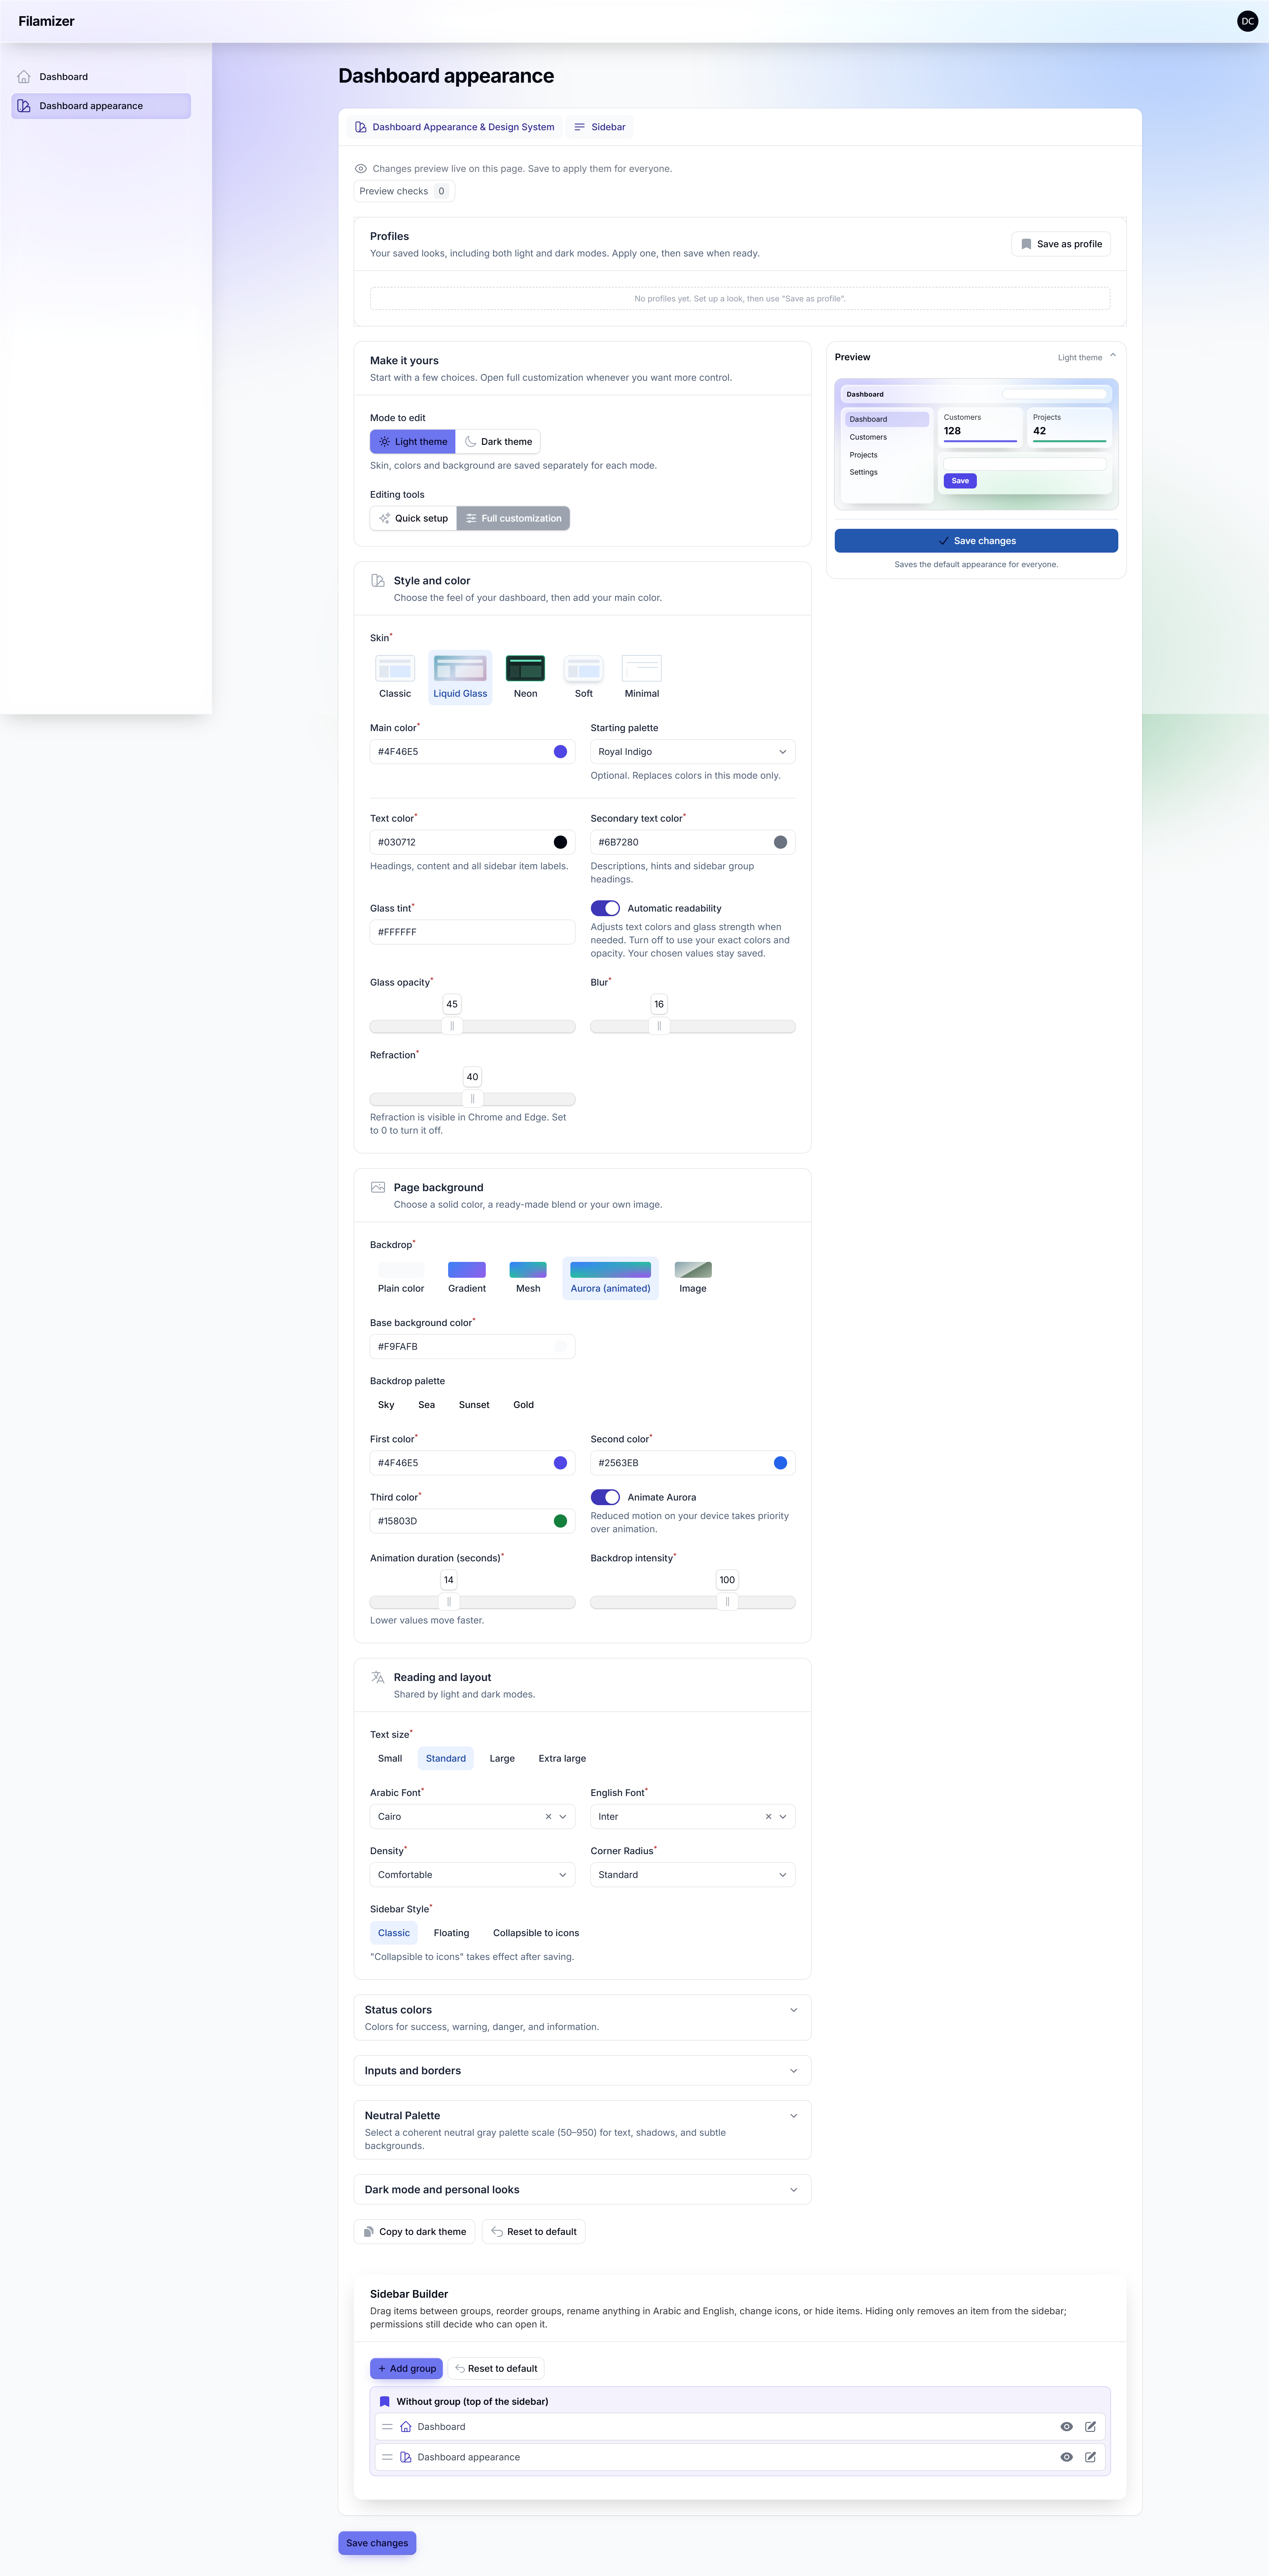 Filamizer
DC
Dashboard
Dashboard appearance
Dashboard appearance
Dashboard Appearance & Design System
Sidebar
Changes preview live on this page. Save to apply them for everyone.
Preview checks 0
Profiles
Your saved looks, including both light and dark modes. Apply one, then save when ready.
Save as profile
No profiles yet. Set up a look, then use "Save as profile".
Make it yours
Start with a few choices. Open full customization whenever you want more control.
Mode to edit
Light theme
Dark theme
Skin, colors and background are saved separately for each mode.
Editing tools
Quick setup
Full customization
Preview
Light theme
Dashboard
Dashboard
Customers
Projects
Settings
Customers
128
Projects
42
Save
Save changes
Saves the default appearance for everyone.
Style and color
Choose the feel of your dashboard, then add your main color.
Skin*
Classic
Liquid Glass
Neon
Soft
Minimal
Main color*
#4F46E5
Starting palette
Royal Indigo
Optional. Replaces colors in this mode only.
Text color*
#030712
Headings, content and all sidebar item labels.
Secondary text color*
#6B7280
Descriptions, hints and sidebar group
headings.
Glass tint*
#FFFFFF
Automatic readability
Adjusts text colors and glass strength when
needed. Turn off to use your exact colors and
opacity. Your chosen values stay saved.
Glass opacity*
45
Blur*
16
Refraction*
40
Refraction is visible in Chrome and Edge. Set
to 0 to turn it off.
Page background
Choose a solid color, a ready-made blend or your own image.
Backdrop*
Plain color
Gradient
Mesh
Aurora (animated)
Image
Base background color*
#F9FAFB
Backdrop palette
Sky
Sea
Sunset
Gold
First color*
#4F46E5
Second color*
#2563EB
Third color*
#15803D
Animate Aurora
Reduced motion on your device takes priority
over animation.
Animation duration (seconds)*
14
Lower values move faster.
Backdrop intensity*
100
Reading and layout
Shared by light and dark modes.
Text size*
Small
Standard
Large
Extra large
Arabic Font*
Cairo
English Font*
Inter
Density*
Comfortable
Corner Radius*
Standard
Sidebar Style*
Classic
Floating
Collapsible to icons
"Collapsible to icons" takes effect after saving.
Status colors
Colors for success, warning, danger, and information.
Inputs and borders
Neutral Palette
Select a coherent neutral gray palette scale (50–950) for text, shadows, and subtle
backgrounds.
Dark mode and personal looks
Copy to dark theme
Reset to default
Sidebar Builder
Drag items between groups, reorder groups, rename anything in Arabic and English, change icons, or hide items. Hiding only removes an item from the sidebar;
permissions still decide who can open it.
Add group
Reset to default
Without group (top of the sidebar)
Dashboard
Dashboard appearance
Save changes